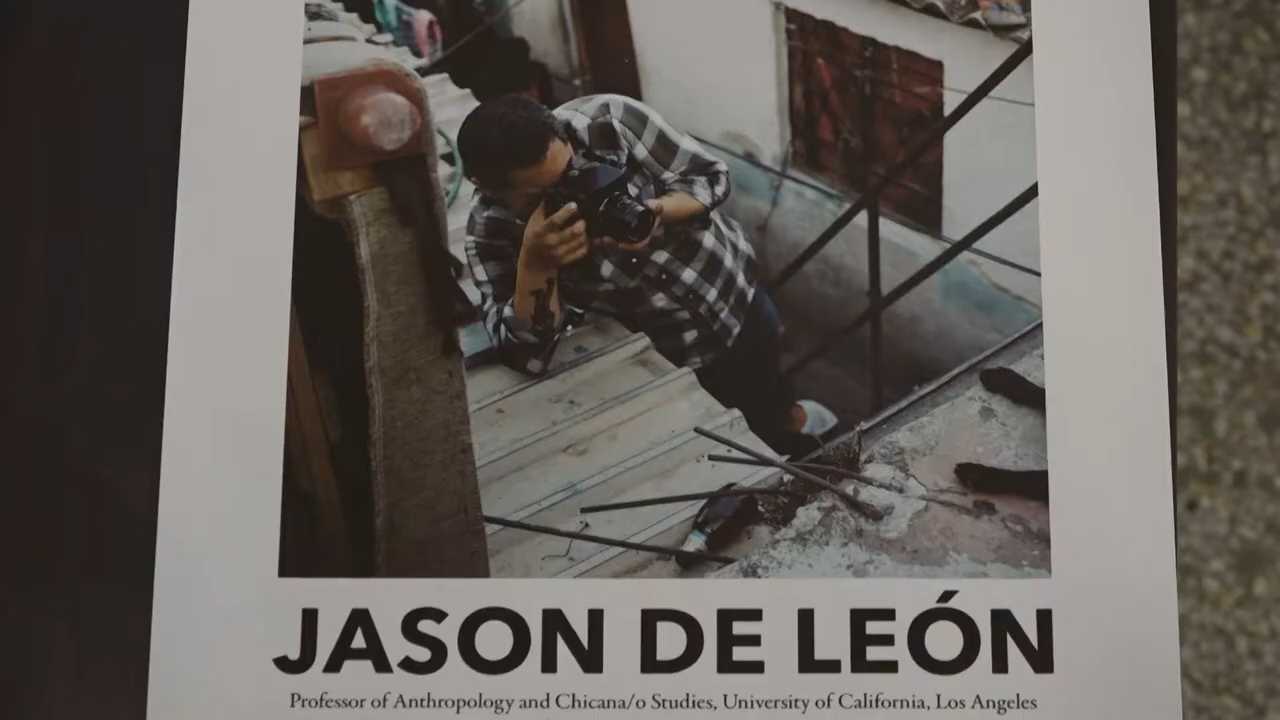 JASON DE LEÓN
Professor of Anthropology and Chicana/o Studies, University of California, Los Angeles